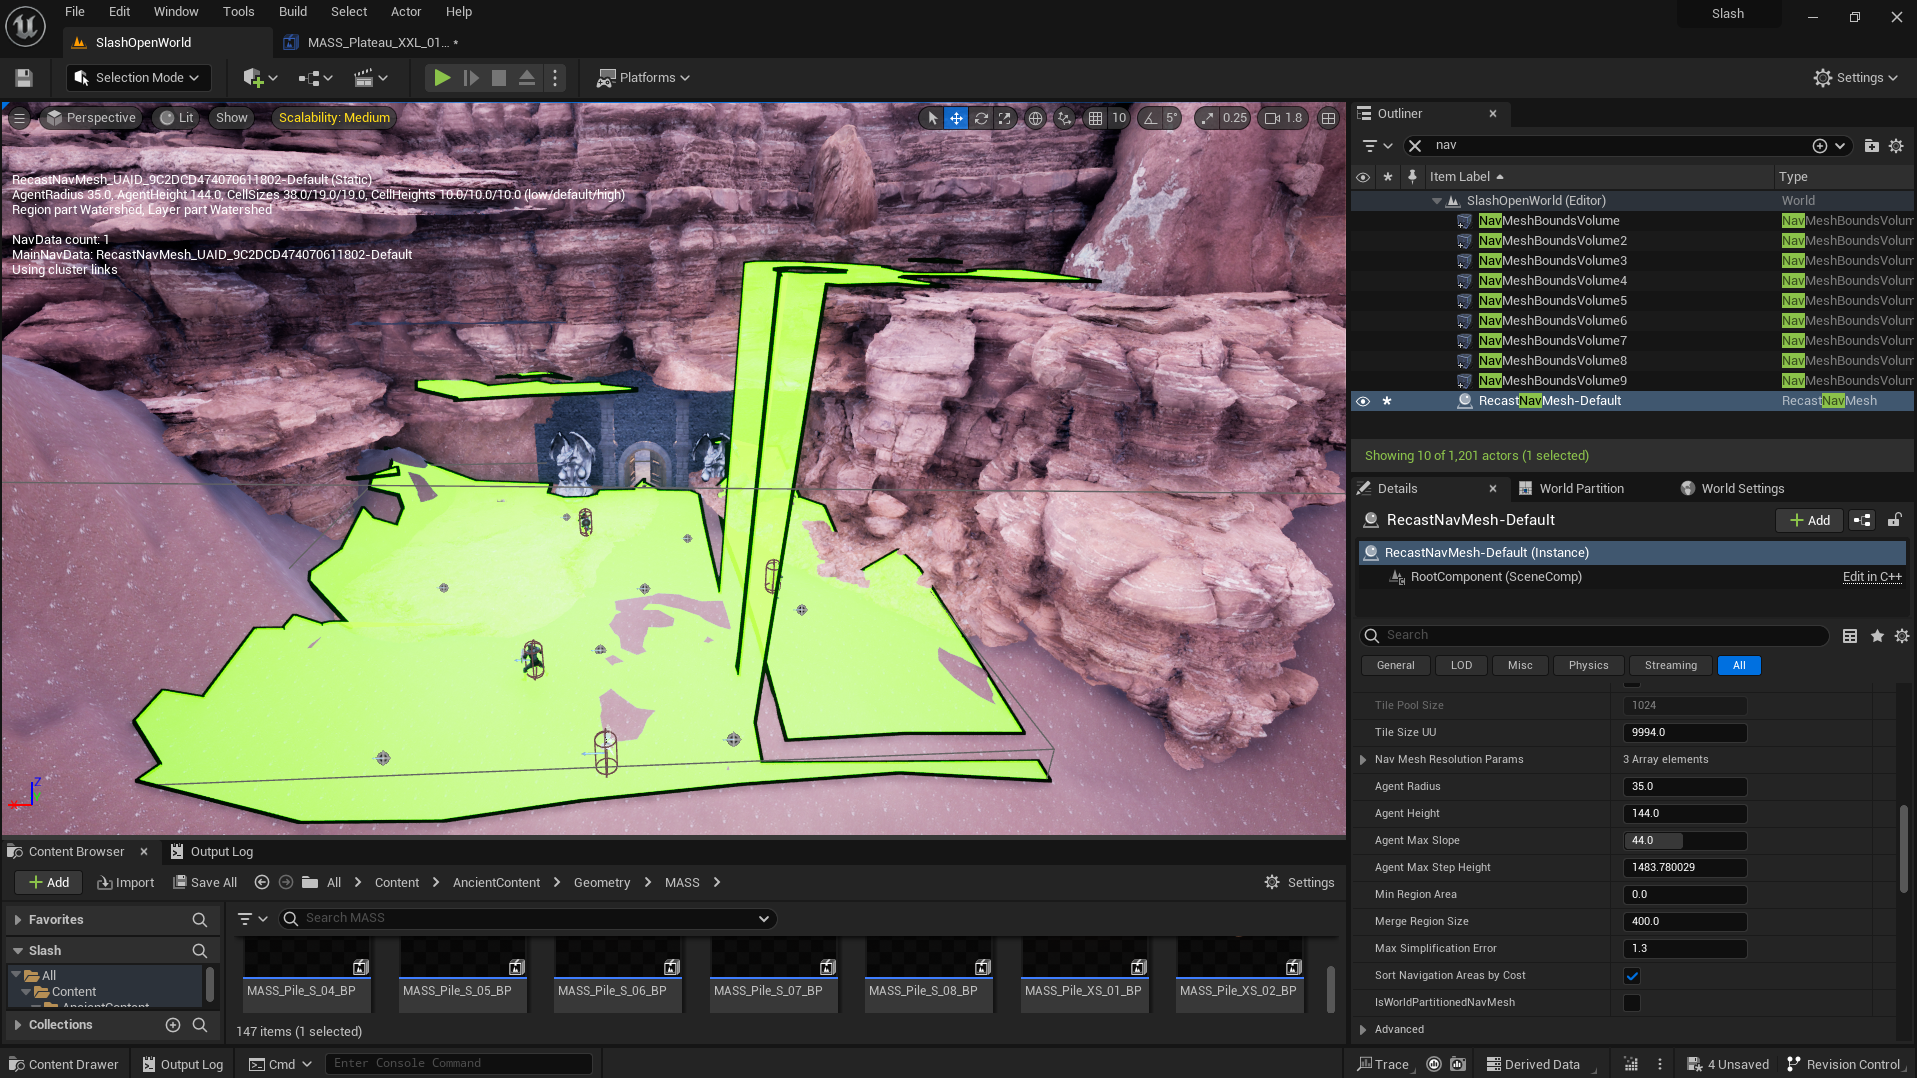 File Edit Window Tools Build Select Actor Help
Slash
SlashOpenWorld
MASS_Plateau_XXL_01... •
Selection Mode
Platforms
Settings
Perspective
Lit
Show
Scalability: Medium
10
5°
0.25
1.8
RecastNavMesh_UAID_9C2DCD474070611802-Default (Static)
AgentRadius 35.0, AgentHeight 144.0, CellSizes 38.0/19.0/19.0, CellHeights 10.0/10.0/10.0 (low/default/high)
Region part Watershed, Layer part Watershed
NavData count: 1
MainNavData: RecastNavMesh_UAID_9C2DCD474070611802-Default
Using cluster links
Z
X
Outliner
nav
Item Label Type
SlashOpenWorld (Editor) World
NavMeshBoundsVolume NavMeshBoundsVolum
NavMeshBoundsVolume2 NavMeshBoundsVolum
NavMeshBoundsVolume3 NavMeshBoundsVolum
NavMeshBoundsVolume4 NavMeshBoundsVolum
NavMeshBoundsVolume5 NavMeshBoundsVolum
NavMeshBoundsVolume6 NavMeshBoundsVolum
NavMeshBoundsVolume7 NavMeshBoundsVolum
NavMeshBoundsVolume8 NavMeshBoundsVolum
NavMeshBoundsVolume9 NavMeshBoundsVolum
RecastNavMesh-Default RecastNavMesh
Showing 10 of 1,201 actors (1 selected)
Details
World Partition
World Settings
RecastNavMesh-Default
Add
RecastNavMesh-Default (Instance)
RootComponent (SceneComp) Edit in C++
Search
General LOD Misc Physics Streaming All
Tile Pool Size 1024
Tile Size UU 9994.0
Nav Mesh Resolution Params 3 Array elements
Agent Radius 35.0
Agent Height 144.0
Agent Max Slope 44.0
Agent Max Step Height 1483.780029
Min Region Area 0.0
Merge Region Size 400.0
Max Simplification Error 1.3
Sort Navigation Areas by Cost
IsWorldPartitionedNavMesh
Advanced
Content Browser
Output Log
Add
Import
Save All
All Content AncientContent Geometry MASS
Settings
Favorites
Slash
All
Content
AncientContent
Collections
Search MASS
MASS_Pile_S_04_BP
MASS_Pile_S_05_BP
MASS_Pile_S_06_BP
MASS_Pile_S_07_BP
MASS_Pile_S_08_BP
MASS_Pile_XS_01_BP
MASS_Pile_XS_02_BP
147 items (1 selected)
Content Drawer
Output Log
Cmd
Enter Console Command
Trace
Derived Data
4 Unsaved
Revision Control